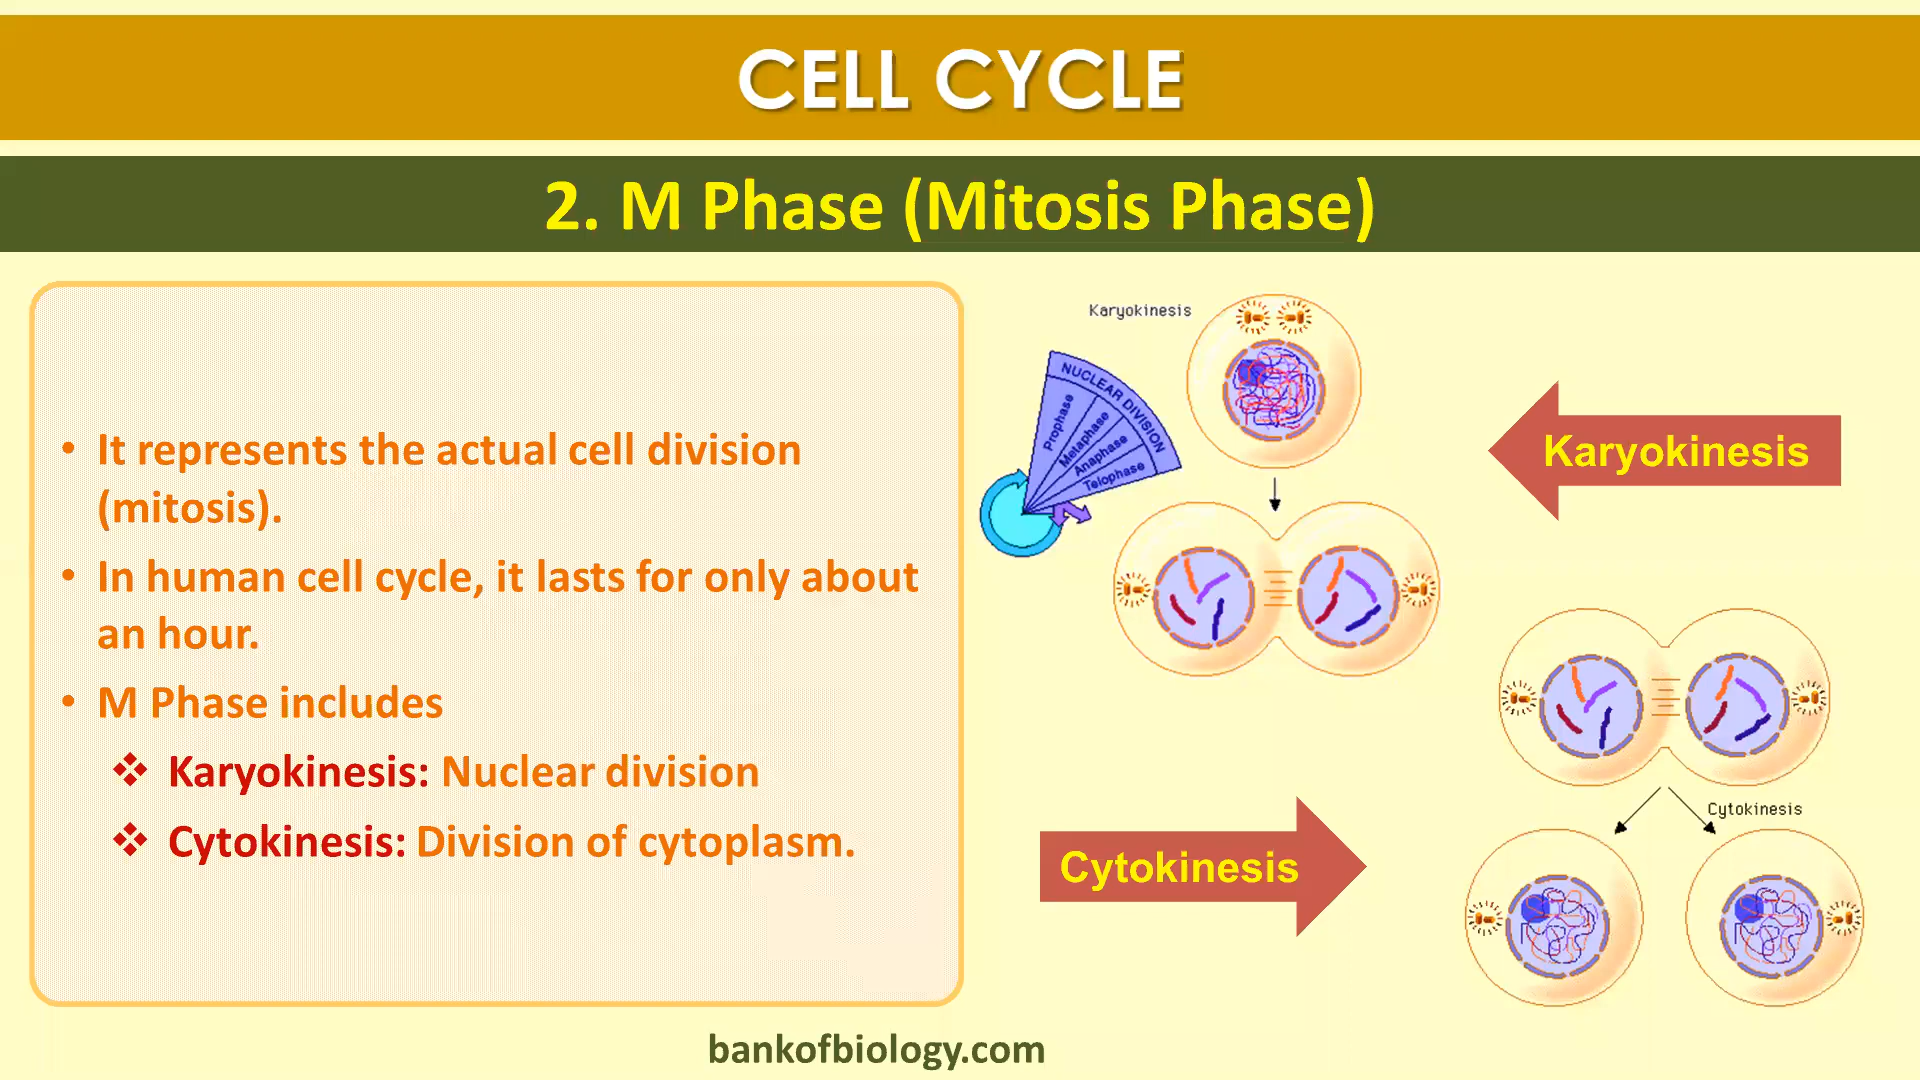 CELL CYCLE
2. M Phase (Mitosis Phase)
• It represents the actual cell division
(mitosis).
• In human cell cycle, it lasts for only about
an hour.
• M Phase includes
❖ Karyokinesis: Nuclear division
❖ Cytokinesis: Division of cytoplasm.
Karyokinesis
NUCLEAR DIVISION
Prophase
Metaphase
Anaphase
Telophase
Karyokinesis
Cytokinesis
Cytokinesis
bankofbiology.com